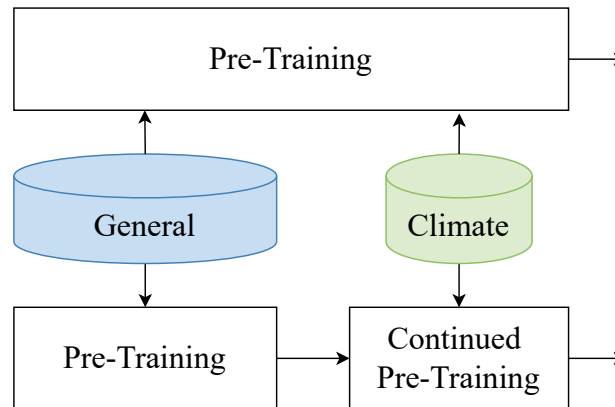 Pre-Training
General
Climate
Pre-Training
Continued
Pre-Training